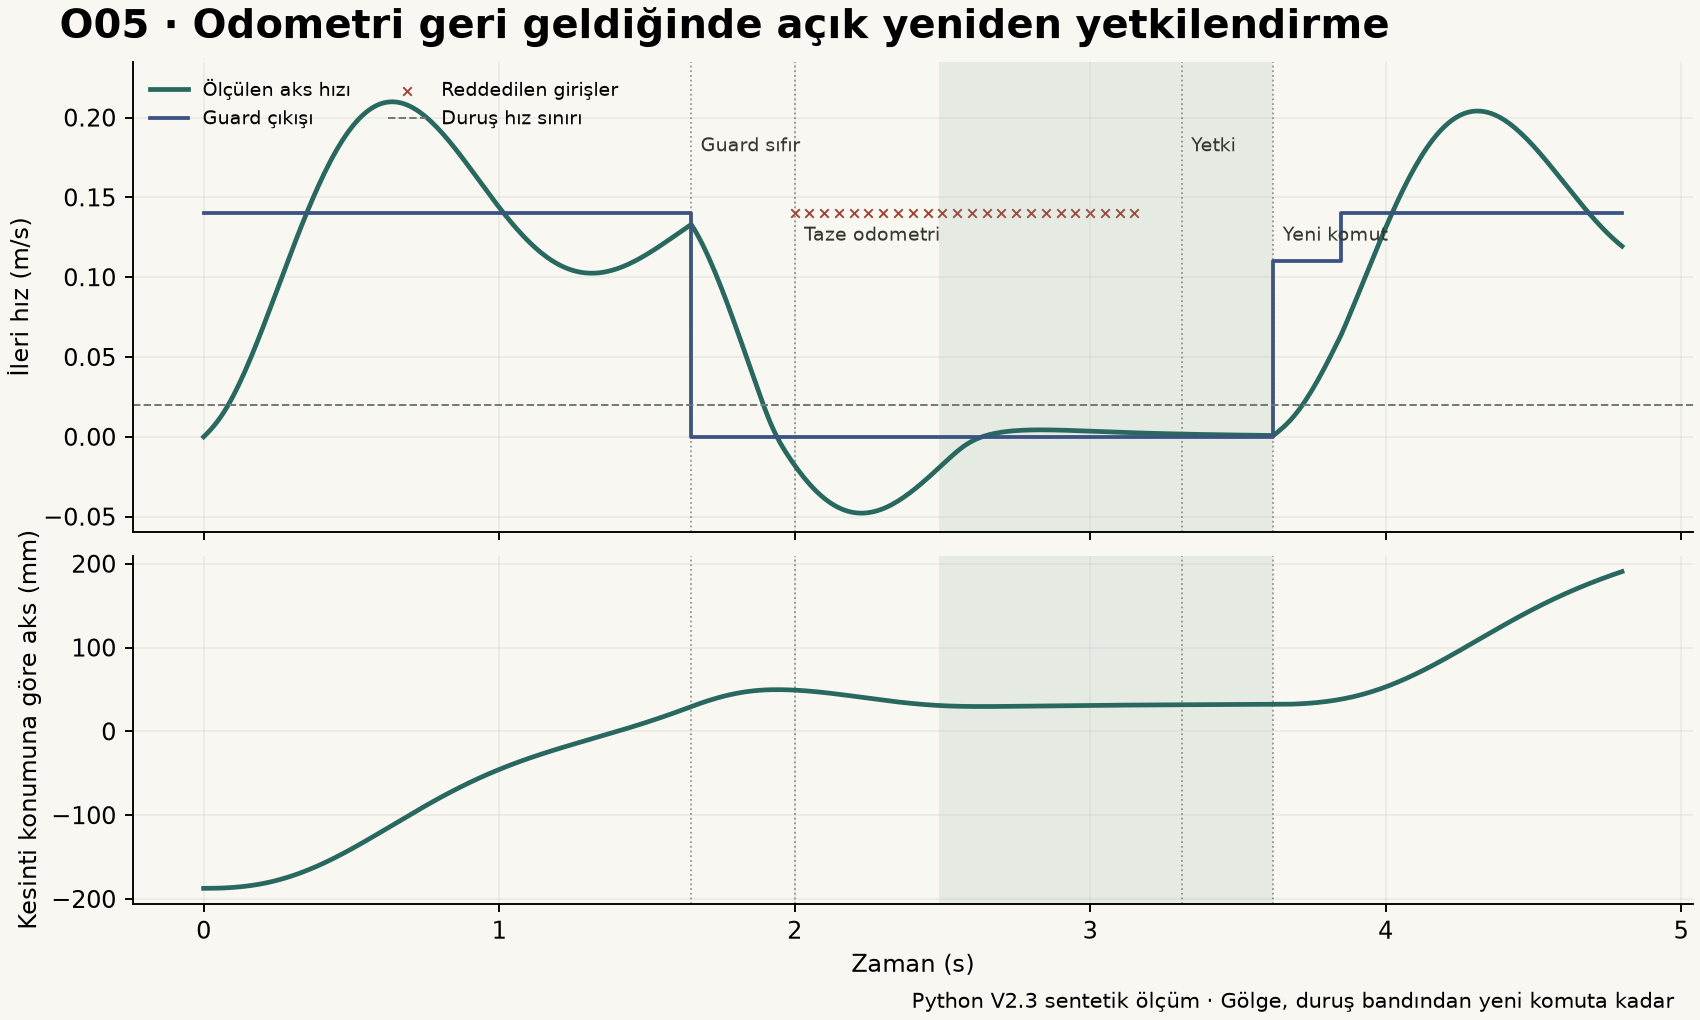 O05 · Odometri geri geldiğinde açık yeniden yetkilendirme
Ölçülen aks hızı
Guard çıkışı
Reddedilen girişler
Duruş hız sınırı
Guard sıfır
Yetki
Taze odometri
Yeni komut
İleri hız (m/s)
0.20
0.15
0.10
0.05
0.00
−0.05
Kesinti konumuna göre aks (mm)
200
100
0
−100
−200
0 1 2 3 4 5
Zaman (s)
Python V2.3 sentetik ölçüm · Gölge, duruş bandından yeni komuta kadar